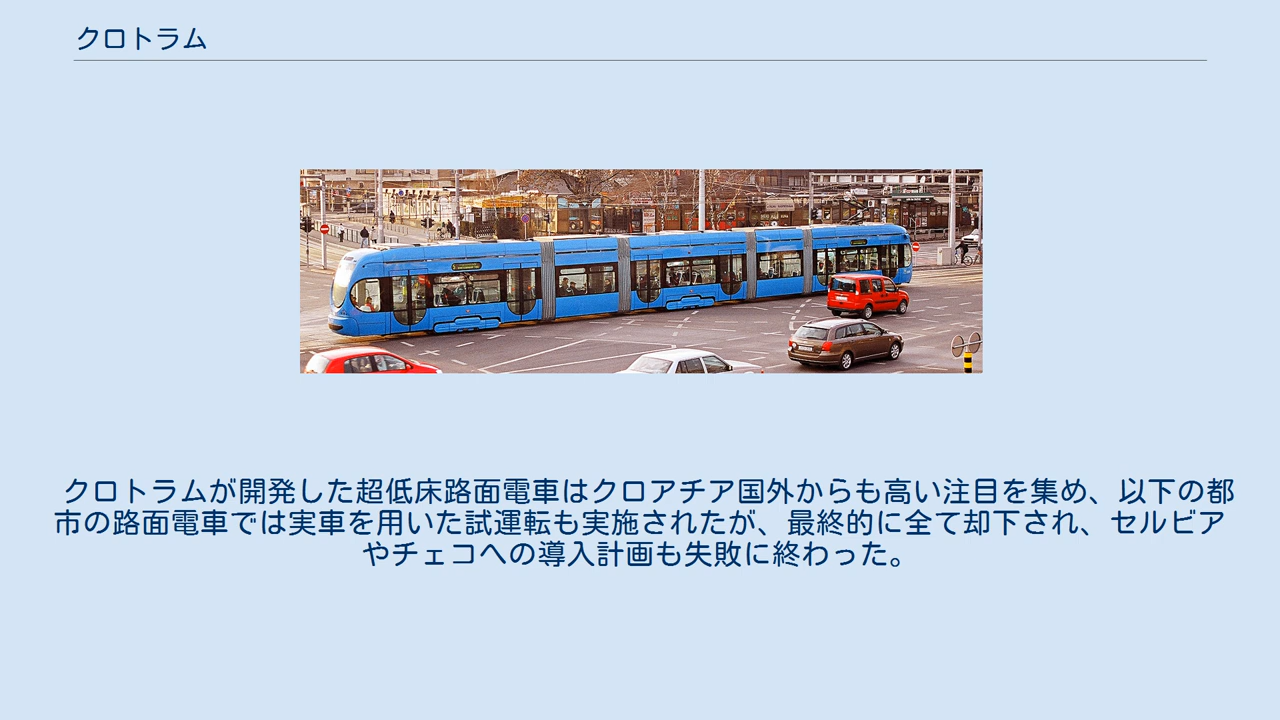 クロトラム
クロトラムが開発した超低床路面電車はクロアチア国外からも高い注目を集め、以下の都
市の路面電車では実車を用いた試運転も実施されたが、最終的に全て却下され、セルビア
やチェコへの導入計画も失敗に終わった。